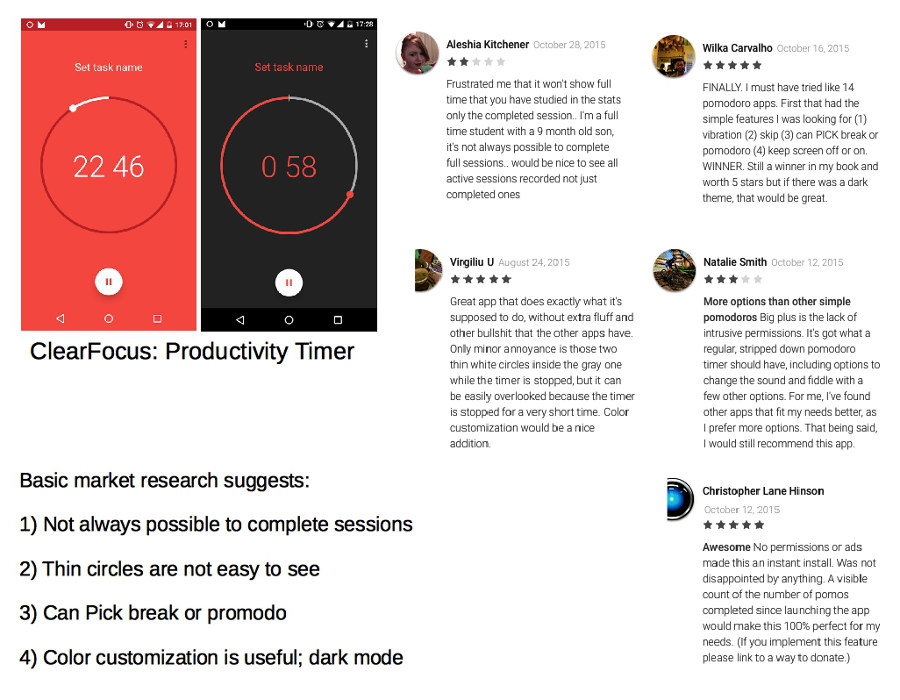 17:01
Set task name
22 46
17:28
Set task name
0 58
ClearFocus: Productivity Timer
Aleshia Kitchener October 28, 2015
Frustrated me that it won't show full
time that you have studied in the stats
only the completed session.. I'm a full
time student with a 9 month old son,
it's not always possible to complete
full sessions.. would be nice to see all
active sessions recorded not just
completed ones
Wilka Carvalho October 16, 2015
FINALLY. I must have tried like 14
pomodoro apps. First that had the
simple features I was looking for (1)
vibration (2) skip (3) can PICK break or
pomodoro (4) keep screen off or on.
WINNER. Still a winner in my book and
worth 5 stars but if there was a dark
theme, that would be great.
Virgiliu U August 24, 2015
Great app that does exactly what it's
supposed to do, without extra fluff and
other bullshit that the other apps have.
Only minor annoyance is those two
thin white circles inside the gray one
while the timer is stopped, but it can
be easily overlooked because the timer
is stopped for a very short time. Color
customization would be a nice
addition.
Natalie Smith October 12, 2015
More options than other simple
pomodoros Big plus is the lack of
intrusive permissions. It's got what a
regular, stripped down pomodoro
timer should have, including options to
change the sound and fiddle with a
few other options. For me, I've found
other apps that fit my needs better, as
I prefer more options. That being said,
I would still recommend this app.
Christopher Lane Hinson
October 12, 2015
Awesome No permissions or ads
made this an instant install. Was not
disappointed by anything. A visible
count of the number of pomos
completed since launching the app
would make this 100% perfect for my
needs. (If you implement this feature
please link to a way to donate.)
Basic market research suggests:
1) Not always possible to complete sessions
2) Thin circles are not easy to see
3) Can Pick break or promodo
4) Color customization is useful; dark mode